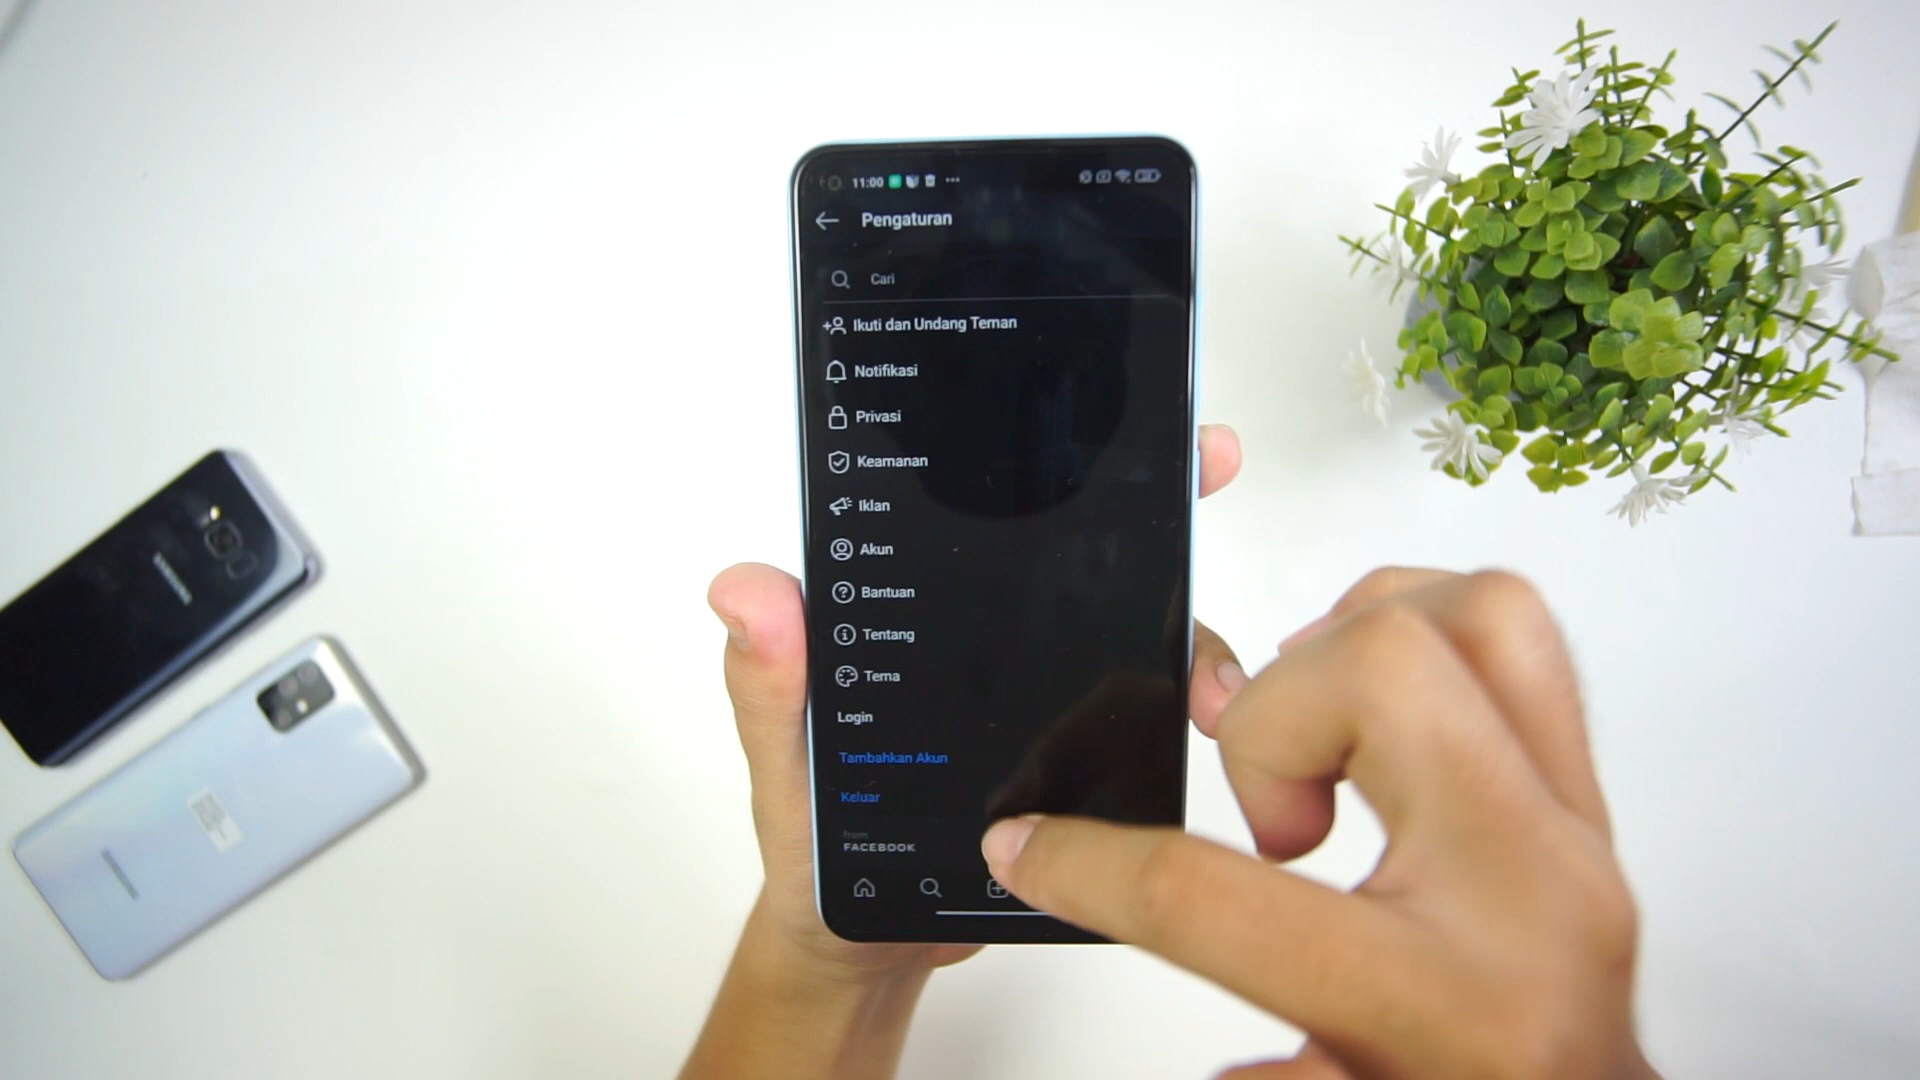 11:00
Pengaturan
Cari
Ikuti dan Undang Teman
Notifikasi
Privasi
Keamanan
Iklan
Akun
Bantuan
Tentang
Tema
Login
Tambahkan Akun
Keluar
from
FACEBOOK
SAMSUNG